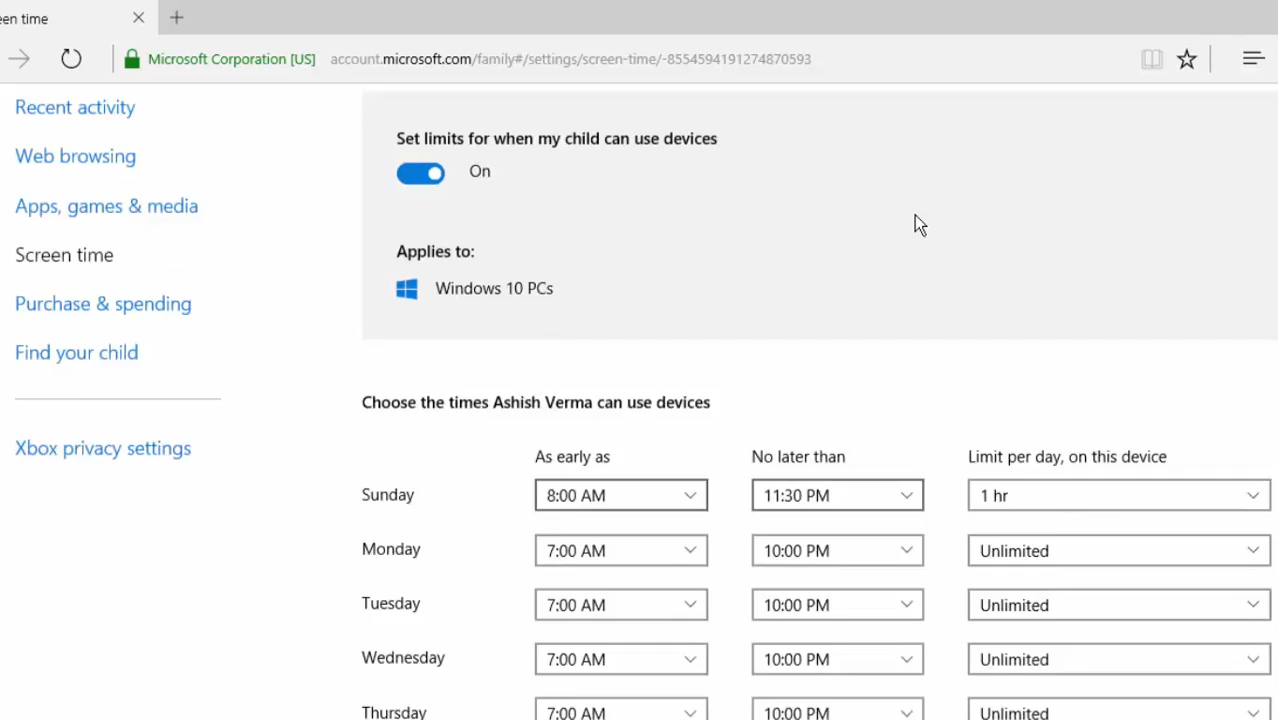 een time
Microsoft Corporation [US] account.microsoft.com/family#/settings/screen-time/-8554594191274870593
Recent activity
Web browsing
Apps, games & media
Screen time
Purchase & spending
Find your child
Xbox privacy settings
Set limits for when my child can use devices
On
Applies to:
Windows 10 PCs
Choose the times Ashish Verma can use devices
As early as No later than Limit per day, on this device
Sunday 8:00 AM 11:30 PM 1 hr
Monday 7:00 AM 10:00 PM Unlimited
Tuesday 7:00 AM 10:00 PM Unlimited
Wednesday 7:00 AM 10:00 PM Unlimited
Thursday 7:00 AM 10:00 PM Unlimited